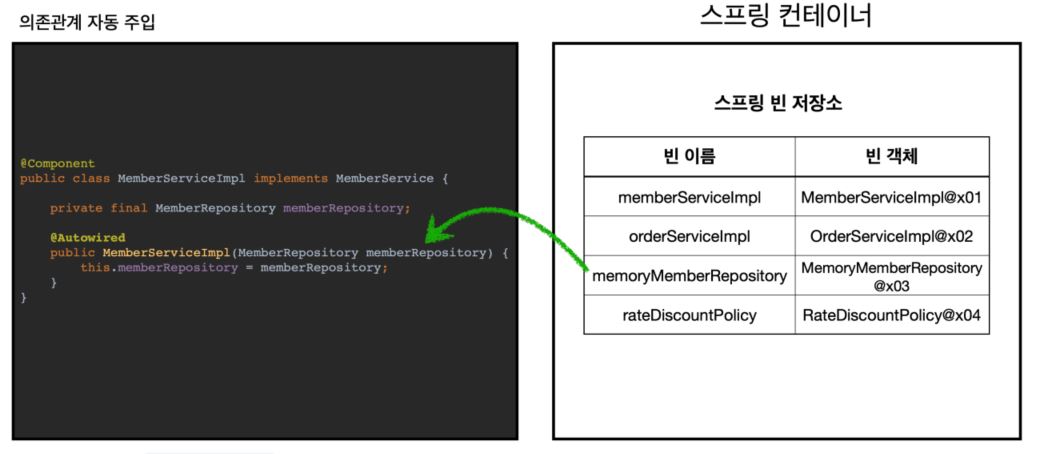 의존관계 자동 주입
@Component
public class MemberServiceImpl implements MemberService {
private final MemberRepository memberRepository;
@Autowired
public MemberServiceImpl(MemberRepository memberRepository) {
this.memberRepository = memberRepository;
}
}
스프링 컨테이너
스프링 빈 저장소
빈 이름 빈 객체
memberServiceImpl MemberServiceImpl@x01
orderServiceImpl OrderServiceImpl@x02
memoryMemberRepository MemoryMemberRepository
@x03
rateDiscountPolicy RateDiscountPolicy@x04